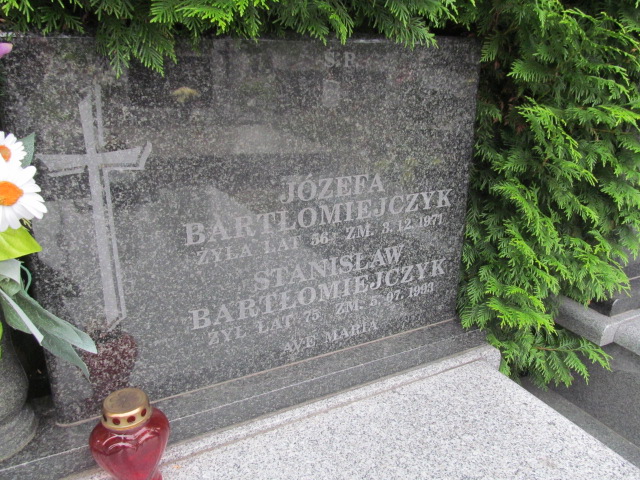 Ś.P.
JÓZEFA
BARTŁOMIEJCZYK
ŻYŁA LAT 56 ZM. 3.12.1971
STANISŁAW
BARTŁOMIEJCZYK
ŻYŁ LAT 75 ZM. 5.07.1993
AVE MARIA